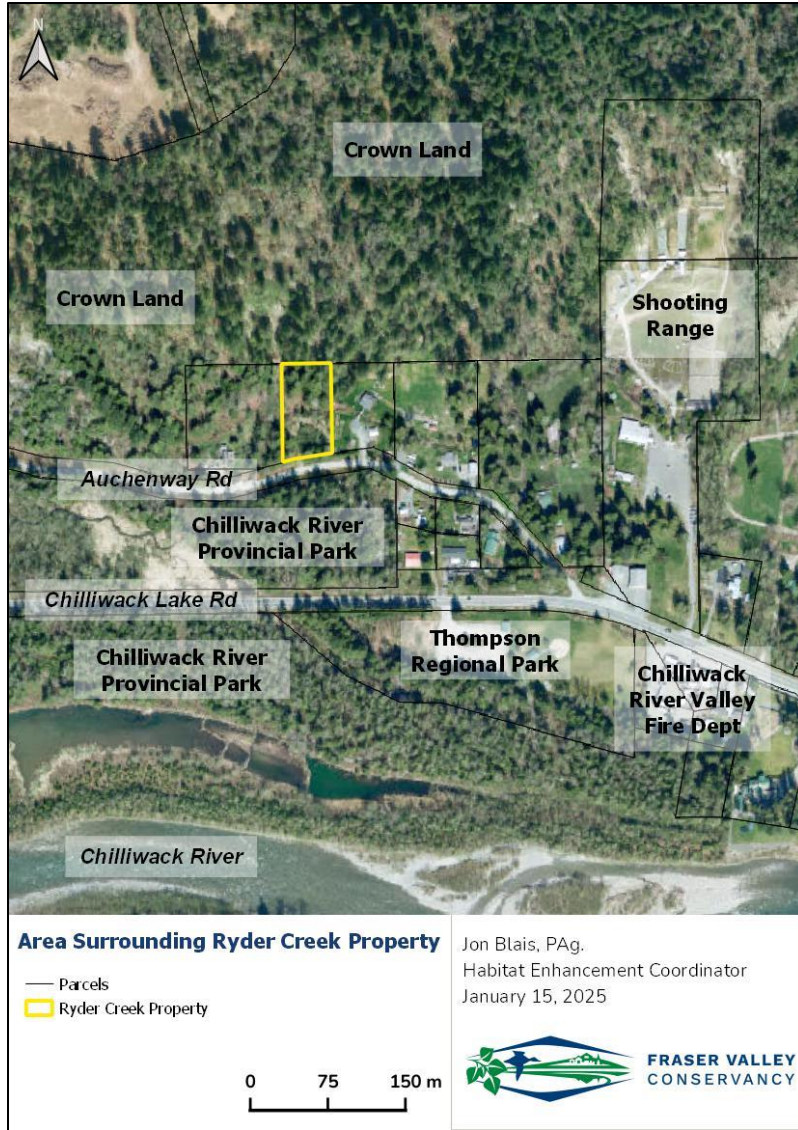 N
Crown Land
Crown Land
Shooting
Range
Auchenway Rd
Chilliwack River
Provincial Park
Chilliwack Lake Rd
Chilliwack River
Provincial Park
Thompson
Regional Park
Chilliwack
River Valley
Fire Dept
Chilliwack River
Area Surrounding Ryder Creek Property
Parcels
Ryder Creek Property
0 75 150 m
Jon Blais, PAg.
Habitat Enhancement Coordinator
January 15, 2025
FRASER VALLEY
CONSERVANCY